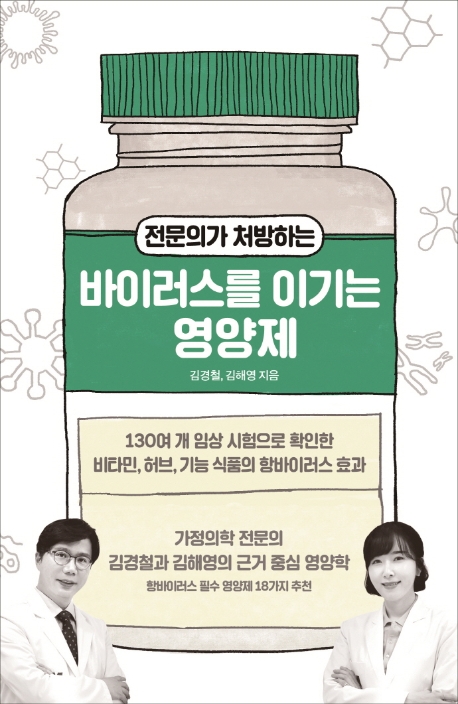 전문의가 처방하는
바이러스를 이기는
영양제
김경철, 김해영 지음
130여 개 임상 시험으로 확인한
비타민, 허브, 기능 식품의 항바이러스 효과
가정의학 전문의
김경철과 김해영의 근거 중심 영양학
항바이러스 필수 영양제 18가지 추천